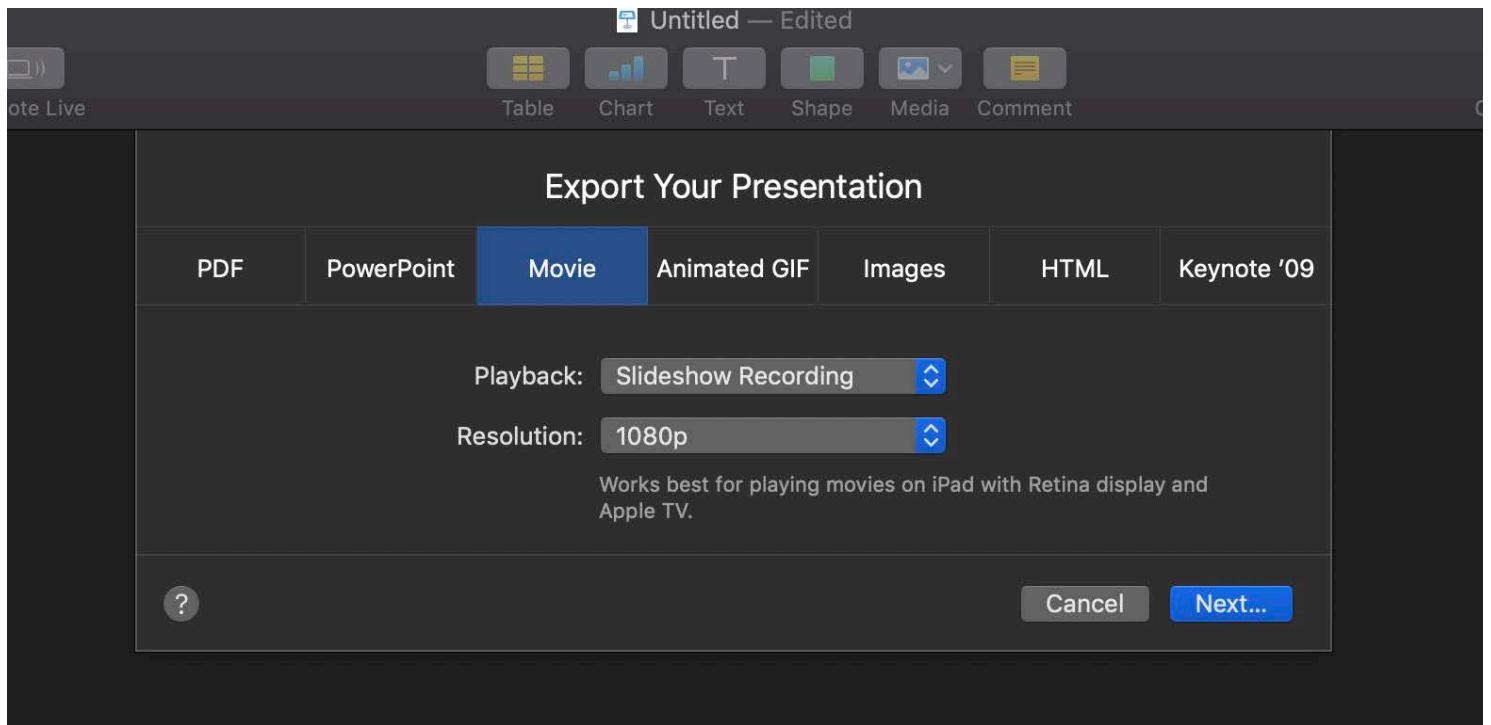 Untitled — Edited
ote Live
Table Chart Text Shape Media Comment
Export Your Presentation
PDF PowerPoint Movie Animated GIF Images HTML Keynote ’09
Playback: Slideshow Recording
Resolution: 1080p
Works best for playing movies on iPad with Retina display and
Apple TV.
? Cancel Next...